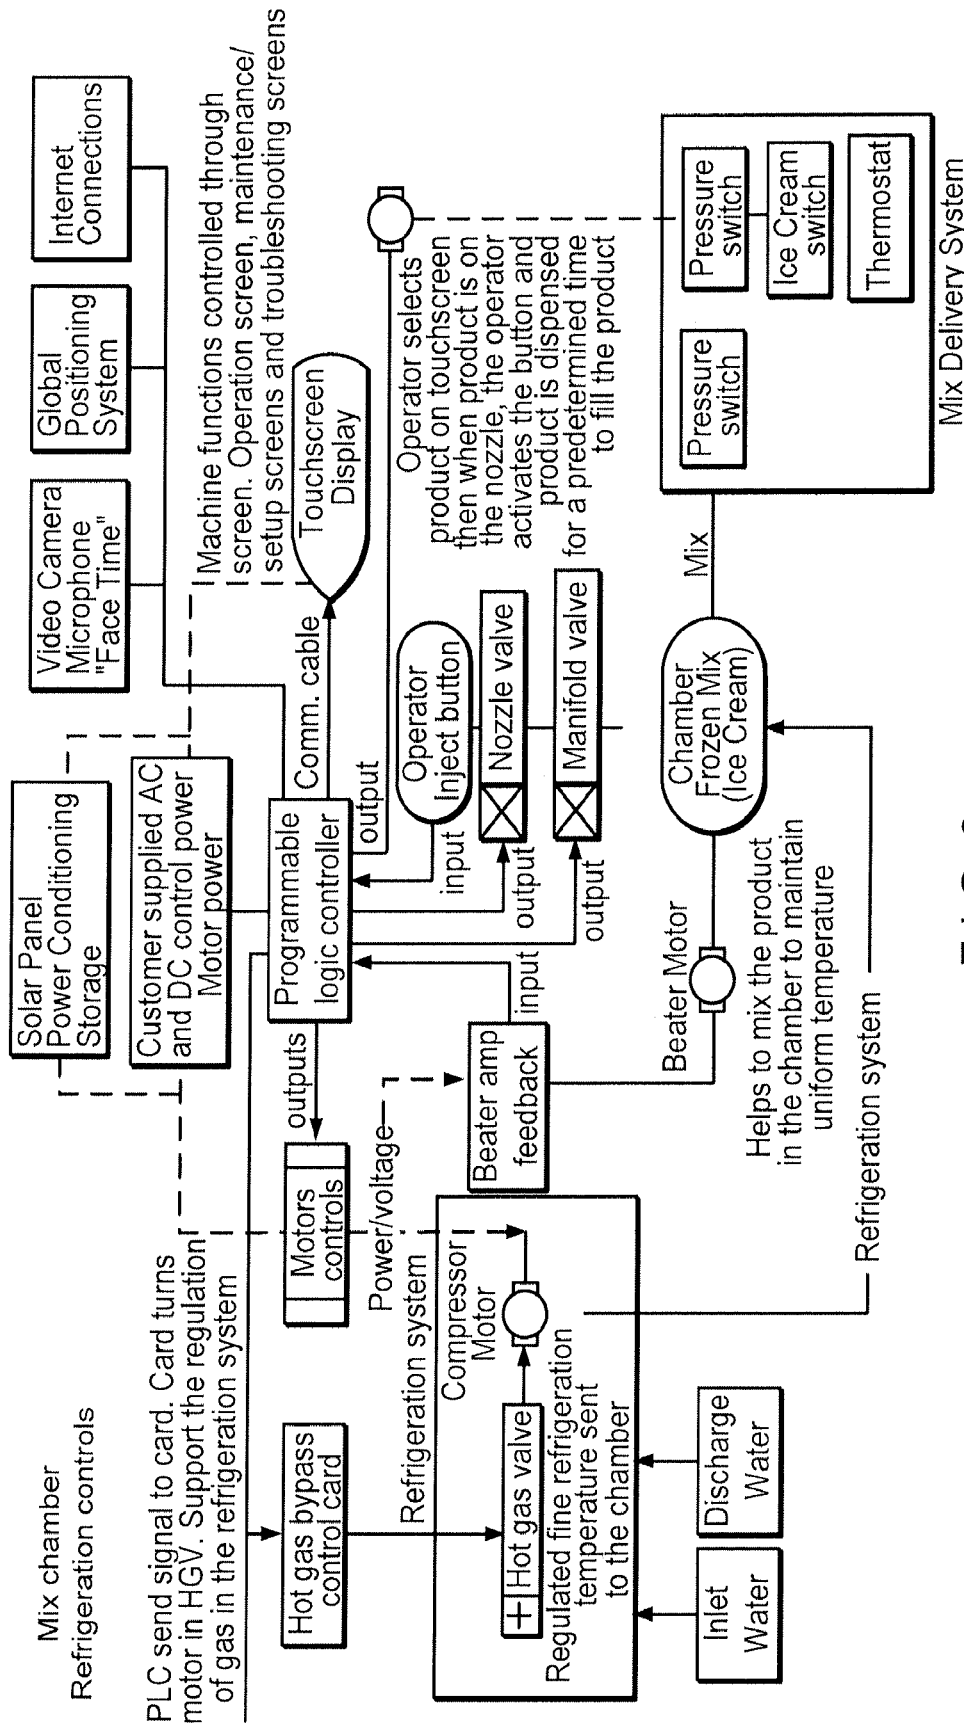 Mix chamber
Refrigeration controls
PLC send signal to card. Card turns
motor in HGV. Support the regulation
of gas in the refrigeration system
Solar Panel
Power Conditioning
Storage
Customer supplied AC
and DC control power
Motor power
Video Camera
Microphone
"Face Time"
Global
Positioning
System
Internet
Connections
Machine functions controlled through
screen. Operation screen, maintenance/
setup screens and troubleshooting screens
Hot gas bypass
control card
Motors
controls
outputs
Programmable
logic controller
Comm. cable
Touchscreen
Display
output
Power/voltage
Refrigeration system
Beater amp
feedback
input
input
output
output
Operator
Inject button
Nozzle valve
Manifold valve
Operator selects
product on touchscreen
then when product is on
the nozzle, the operator
activates the button and
product is dispensed
for a predetermined time
to fill the product
Compressor
Motor
Hot gas valve
Regulated fine refrigeration
temperature sent
to the chamber
Inlet
Water
Discharge
Water
Beater Motor
Helps to mix the product
in the chamber to maintain
uniform temperature
Refrigeration system
Chamber
Frozen Mix
(Ice Cream)
Mix
Pressure
switch
Pressure
switch
Ice Cream
switch
Thermostat
Mix Delivery System